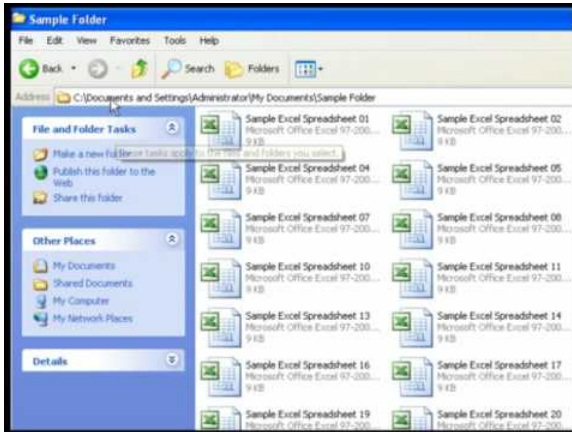 Sample Folder
File Edit View Favorites Tools Help
Back Search Folders
Address C:\Documents and Settings\Administrator\My Documents\Sample Folder
File and Folder Tasks
Make a new folder
These tasks apply to the files and folders you select.
Publish this folder to the
Web
Share this folder
Other Places
My Documents
Shared Documents
My Computer
My Network Places
Details
Sample Excel Spreadsheet 01
Microsoft Office Excel 97-200...
9 KB
Sample Excel Spreadsheet 02
Microsoft Office Excel 97-200...
9 KB
Sample Excel Spreadsheet 04
Microsoft Office Excel 97-200...
9 KB
Sample Excel Spreadsheet 05
Microsoft Office Excel 97-200...
9 KB
Sample Excel Spreadsheet 07
Microsoft Office Excel 97-200...
9 KB
Sample Excel Spreadsheet 08
Microsoft Office Excel 97-200...
9 KB
Sample Excel Spreadsheet 10
Microsoft Office Excel 97-200...
9 KB
Sample Excel Spreadsheet 11
Microsoft Office Excel 97-200...
9 KB
Sample Excel Spreadsheet 13
Microsoft Office Excel 97-200...
9 KB
Sample Excel Spreadsheet 14
Microsoft Office Excel 97-200...
9 KB
Sample Excel Spreadsheet 16
Microsoft Office Excel 97-200...
9 KB
Sample Excel Spreadsheet 17
Microsoft Office Excel 97-200...
9 KB
Sample Excel Spreadsheet 19
Microsoft Office Excel 97-200...
Sample Excel Spreadsheet 20
Microsoft Office Excel 97-200...